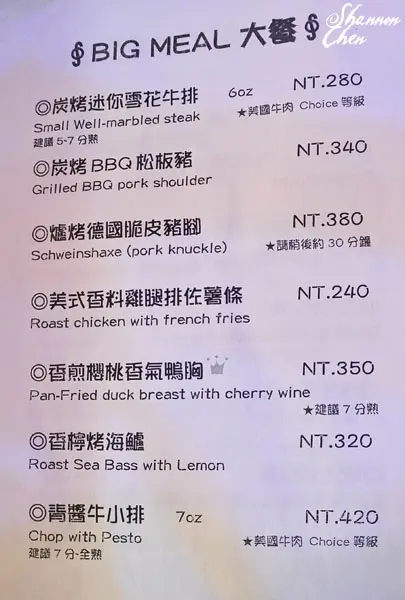 Shannon
Chen
∮ BIG MEAL 大餐 ∮
◎炭烤迷你雪花牛排 6oz NT.280
Small Well-marbled steak ★美國牛肉 Choice 等級
建議 5-7 分熟
◎炭烤 BBQ 松板豬 NT.340
Grilled BBQ pork shoulder
◎爐烤德國脆皮豬腳 NT.380
Schweinshaxe (pork knuckle) ★請稍後約 30 分鐘
◎美式香料雞腿排佐薯條 NT.240
Roast chicken with french fries
◎香煎櫻桃香氣鴨胸 NT.350
Pan-Fried duck breast with cherry wine
★建議 7 分熟
◎香檸烤海鱸 NT.320
Roast Sea Bass with Lemon
◎青醬牛小排 7oz NT.420
Chop with Pesto ★美國牛肉 Choice 等級
建議 7 分-全熟